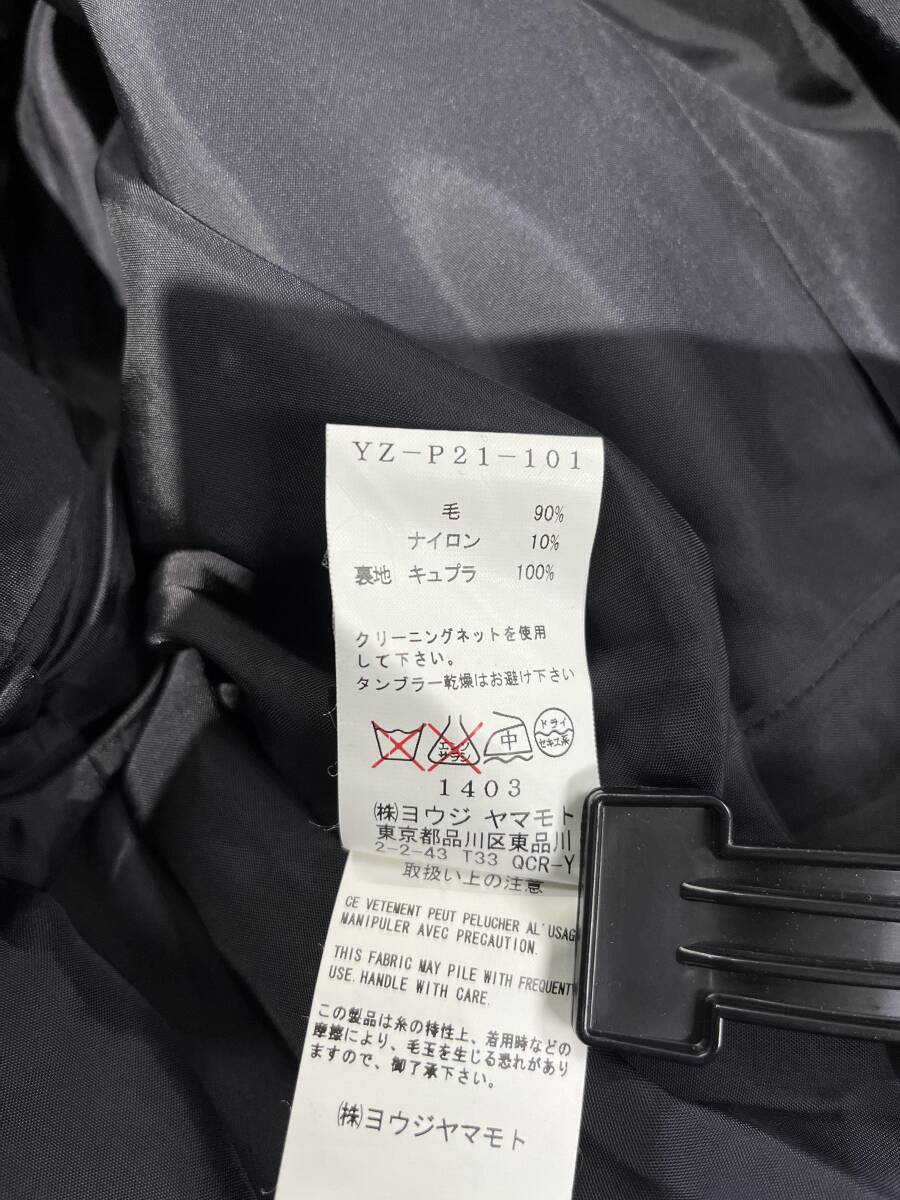 YZ-P21-101
毛 90%
ナイロン 10%
裏地 キュプラ 100%
クリーニングネットを使用
して下さい。
タンブラー乾燥はお避け下さい
エンソ サラシ 中 ドライ セキユ系
1403
㈱ヨウジ ヤマモト
東京都品川区東品川
2-2-43 T33 QCR-Y
取扱い上の注意
CE VETEMENT PEUT PELUCHER AL'USAG
MANIPULER AVEC PRECAUTION.
THIS FABRIC MAY PILE WITH FREQUENT
USE. HANDLE WITH CARE.
この製品は糸の特性上、着用時などの
摩擦により、毛玉を生じる恐れがあり
ますので、御了承下さい。
㈱ヨウジヤマモト